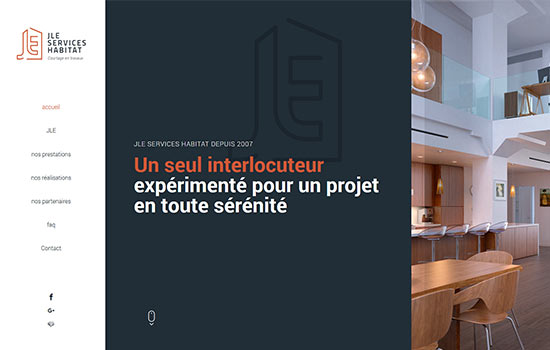 JLE
SERVICES
HABITAT
Courtage en travaux
accueil
JLE
nos prestations
nos réalisations
nos partenaires
faq
Contact
JLE SERVICES HABITAT DEPUIS 2007
Un seul interlocuteur
expérimenté pour un projet
en toute sérénité